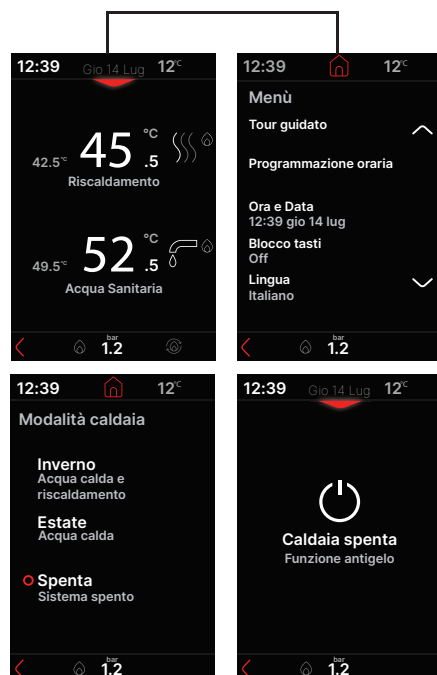 12:39 Gio 14 Lug 12°C
42.5°C 45 °C .5
Riscaldamento
49.5°C 52 °C .5
Acqua Sanitaria
bar
1.2
12:39 12°C
Menù
Tour guidato
Programmazione oraria
Ora e Data
12:39 gio 14 lug
Blocco tasti
Off
Lingua
Italiano
bar
1.2
12:39 12°C
Modalità caldaia
Inverno
Acqua calda e
riscaldamento
Estate
Acqua calda
Spenta
Sistema spento
bar
1.2
12:39 Gio 14 Lug 12°C
Caldaia spenta
Funzione antigelo
bar
1.2